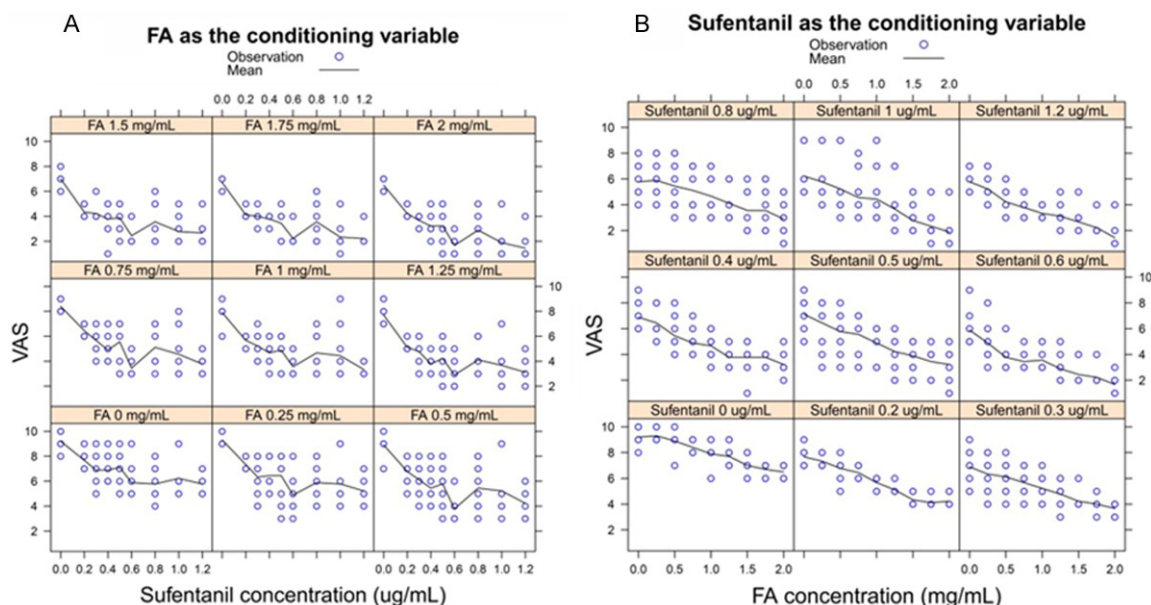 A
FA as the conditioning variable
Observation
Mean
0.0 0.2 0.4 0.6 0.8 1.0 1.2
FA 1.5 mg/mL FA 1.75 mg/mL FA 2 mg/mL
10
8
6
4
2
FA 0.75 mg/mL FA 1 mg/mL FA 1.25 mg/mL
10
8
6
4
2
FA 0 mg/mL FA 0.25 mg/mL FA 0.5 mg/mL
10
8
6
4
2
VAS
0.0 0.2 0.4 0.6 0.8 1.0 1.2 0.0 0.2 0.4 0.6 0.8 1.0 1.2
Sufentanil concentration (ug/mL)
B
Sufentanil as the conditioning variable
Observation
Mean
0.0 0.5 1.0 1.5 2.0
Sufentanil 0.8 ug/mL Sufentanil 1 ug/mL Sufentanil 1.2 ug/mL
10
8
6
4
2
Sufentanil 0.4 ug/mL Sufentanil 0.5 ug/mL Sufentanil 0.6 ug/mL
10
8
6
4
2
Sufentanil 0 ug/mL Sufentanil 0.2 ug/mL Sufentanil 0.3 ug/mL
10
8
6
4
2
VAS
0.0 0.5 1.0 1.5 2.0 0.0 0.5 1.0 1.5 2.0
FA concentration (mg/mL)